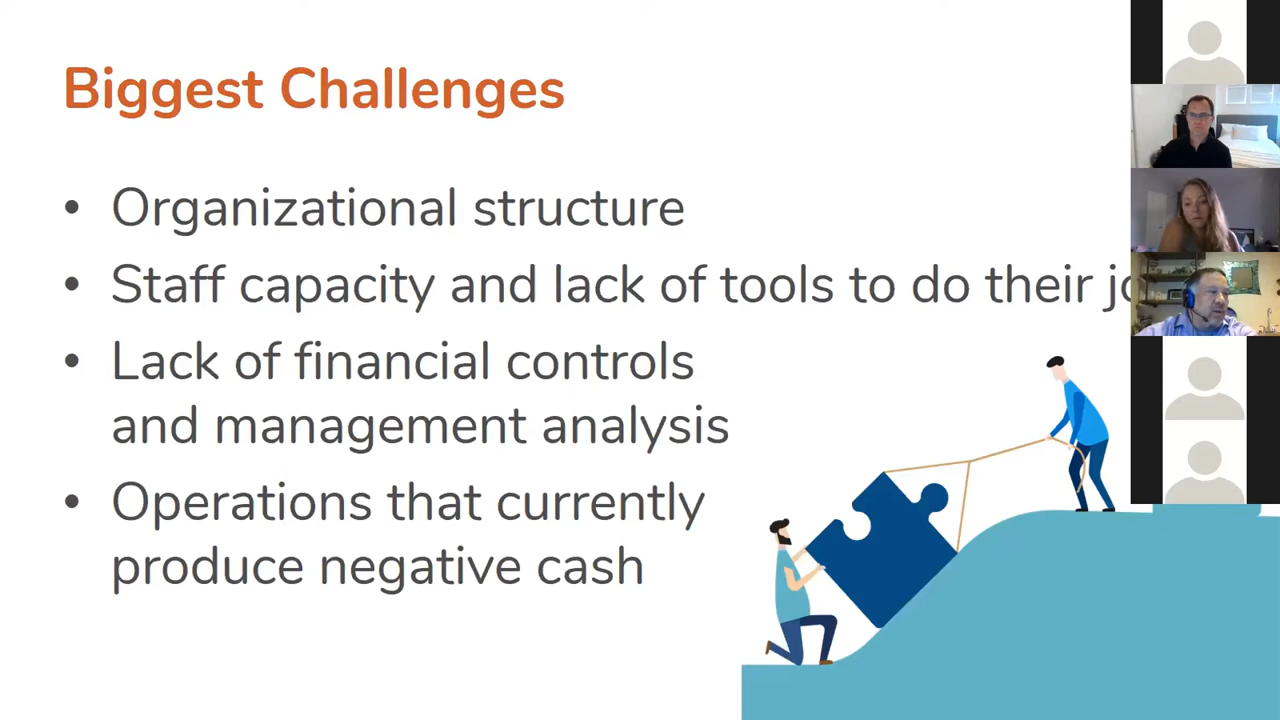 Biggest Challenges
• Organizational structure
• Staff capacity and lack of tools to do their
• Lack of financial controls
and management analysis
• Operations that currently
produce negative cash